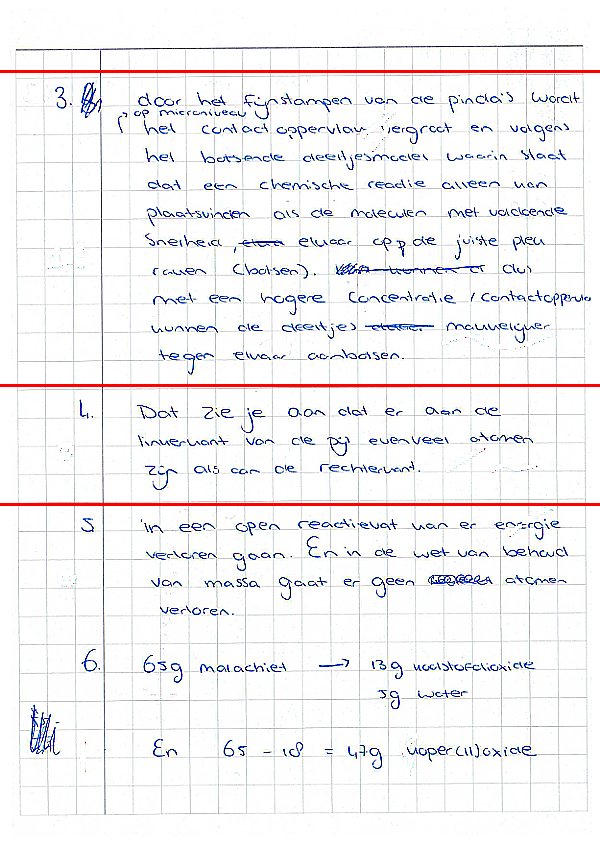 3. door het fijnstampen van de pinda's wordt
op microniveau
het contactoppervlak vergroot en volgens
het botsende deeltjesmodel waarin staat
dat een chemische reactie alleen kan
plaatsvinden als de moleculen met voldoende
snelheid, elkaar op de juiste plek
raken (botsen). dus
met een hogere concentratie / contactoppervla
kunnen de deeltjes makkelijker
tegen elkaar aanbotsen.
4. Dat zie je aan dat er aan de
linkerkant van de pijl evenveel atomen
zijn als aan de rechterkant.
5 in een open reactievat kan er energie
verloren gaan. En in de wet van behoud
van massa gaat er geen atomen
verloren.
6. 65g malachiet → 13g koolstofdioxide
5g water
En 65 - 18 = 47g koper(II)oxide